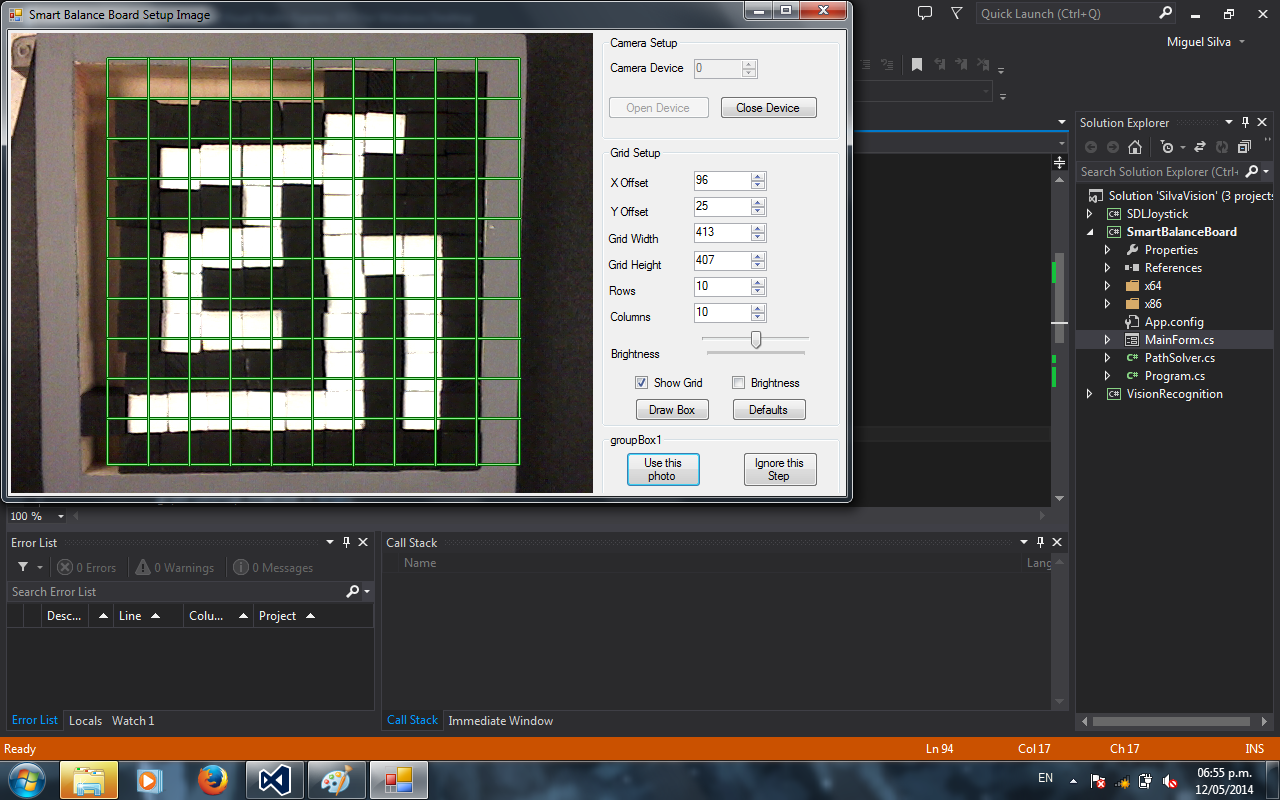 Smart Balance Board Setup Image
Quick Launch (Ctrl+Q)
Miguel Silva
Camera Setup
Camera Device 0
Open Device Close Device
Grid Setup
X Offset 96
Y Offset 25
Grid Width 413
Grid Height 407
Rows 10
Columns 10
Brightness
Show Grid Brightness
Draw Box Defaults
groupBox1
Use this
photo
Ignore this
Step
Solution Explorer
Search Solution Explorer (Ctrl+
Solution 'SilvaVision' (3 projects
SDLJoystick
SmartBalanceBoard
Properties
References
x64
x86
App.config
MainForm.cs
PathSolver.cs
Program.cs
VisionRecognition
100 %
Error List
0 Errors 0 Warnings 0 Messages
Search Error List
Desc... Line Colu... Project
Error List Locals Watch 1
Call Stack
Name Lang
Call Stack Immediate Window
Ready Ln 94 Col 17 Ch 17 INS
EN 06:55 p.m.
12/05/2014